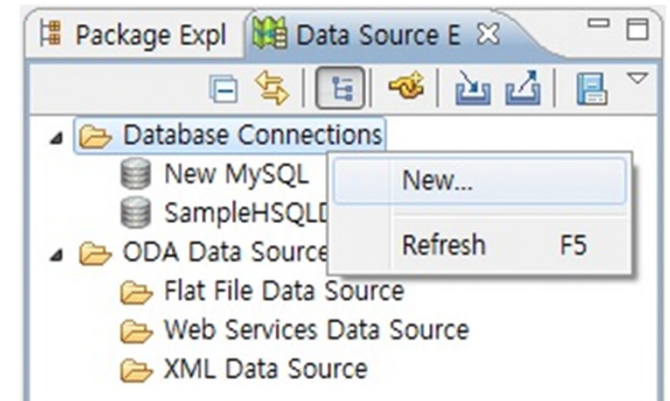 Package Expl Data Source E
Database Connections
New MySQL
New...
SampleHSQL
Refresh F5
ODA Data Source
Flat File Data Source
Web Services Data Source
XML Data Source